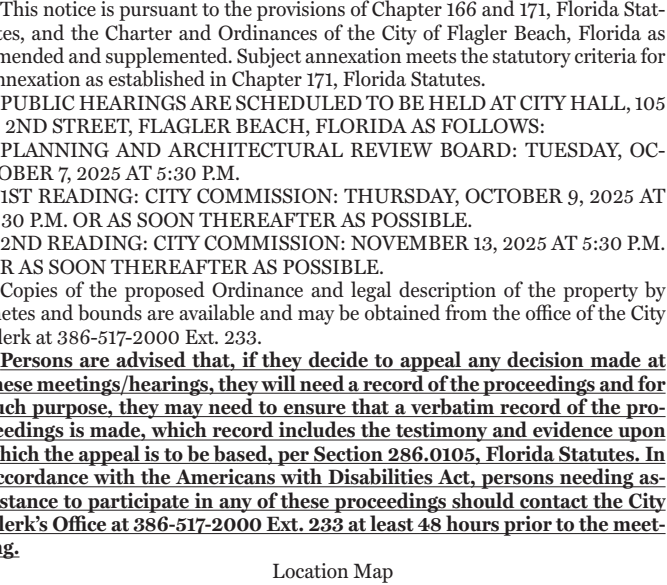 This notice is pursuant to the provisions of Chapter 166 and 171, Florida Stat-
tes, and the Charter and Ordinances of the City of Flagler Beach, Florida as
mended and supplemented. Subject annexation meets the statutory criteria for
nnexation as established in Chapter 171, Florida Statutes.
PUBLIC HEARINGS ARE SCHEDULED TO BE HELD AT CITY HALL, 105
2ND STREET, FLAGLER BEACH, FLORIDA AS FOLLOWS:
PLANNING AND ARCHITECTURAL REVIEW BOARD: TUESDAY, OC-
OBER 7, 2025 AT 5:30 P.M.
1ST READING: CITY COMMISSION: THURSDAY, OCTOBER 9, 2025 AT
30 P.M. OR AS SOON THEREAFTER AS POSSIBLE.
2ND READING: CITY COMMISSION: NOVEMBER 13, 2025 AT 5:30 P.M.
R AS SOON THEREAFTER AS POSSIBLE.
Copies of the proposed Ordinance and legal description of the property by
etes and bounds are available and may be obtained from the office of the City
lerk at 386-517-2000 Ext. 233.
Persons are advised that, if they decide to appeal any decision made at
hese meetings/hearings, they will need a record of the proceedings and for
uch purpose, they may need to ensure that a verbatim record of the pro-
eedings is made, which record includes the testimony and evidence upon
hich the appeal is to be based, per Section 286.0105, Florida Statutes. In
ccordance with the Americans with Disabilities Act, persons needing as-
stance to participate in any of these proceedings should contact the City
lerk's Office at 386-517-2000 Ext. 233 at least 48 hours prior to the meet-
ng.
Location Map